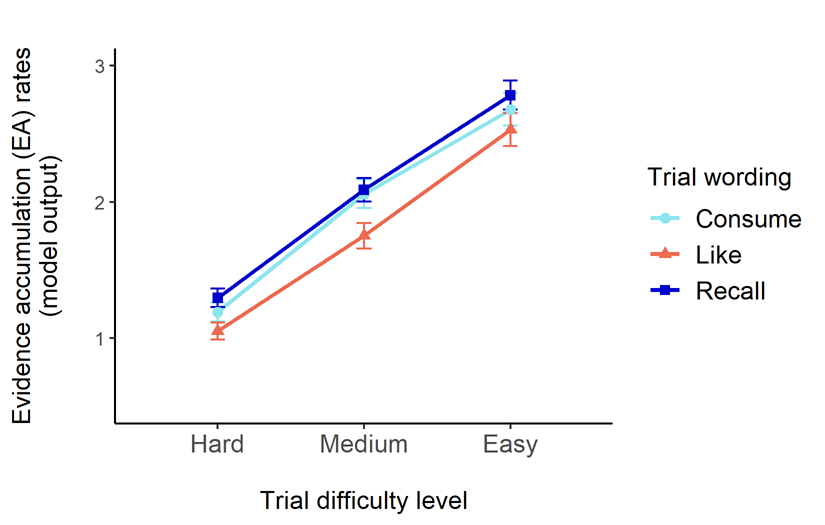 Evidence accumulation (EA) rates
(model output)
3
2
1
Hard Medium Easy
Trial difficulty level
Trial wording
Consume
Like
Recall